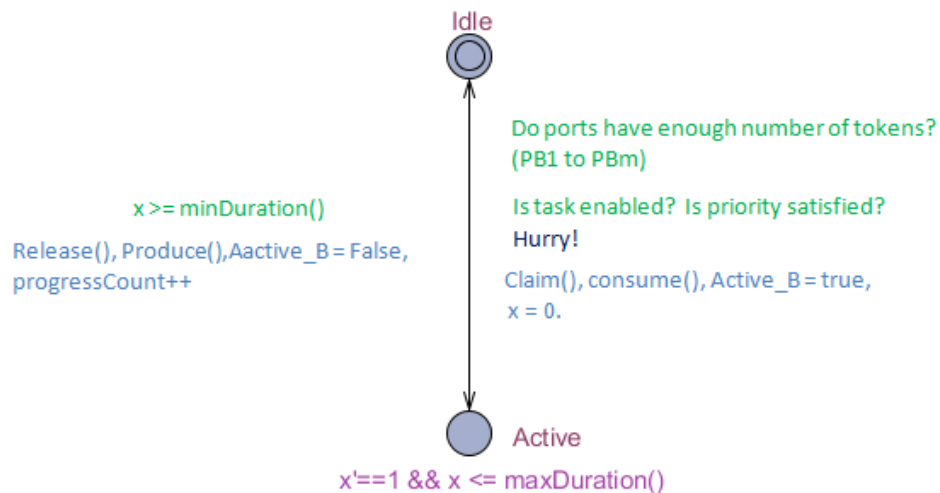 Idle
Do ports have enough number of tokens?
(PB1 to PBm)
x >= minDuration()
Is task enabled? Is priority satisfied?
Hurry!
Release(), Produce(),Aactive_B = False,
progressCount++
Claim(), consume(), Active_B = true,
x = 0.
Active
x'==1 && x <= maxDuration()